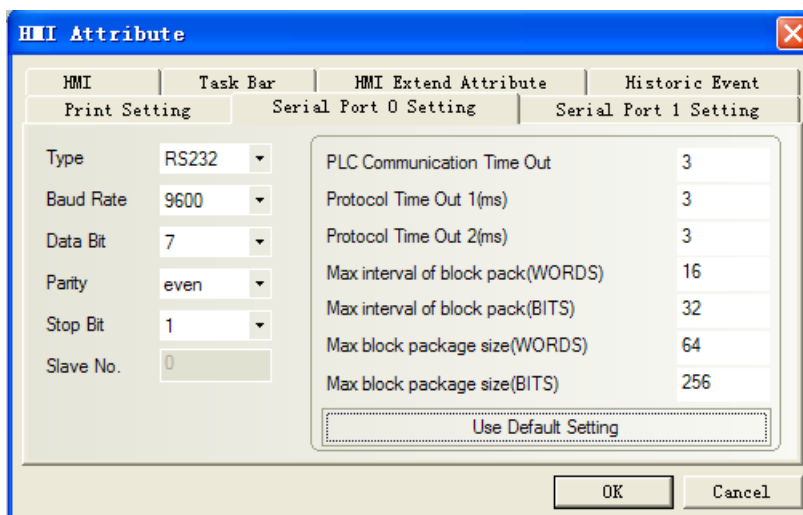 HMI Attribute
HMI Task Bar HMI Extend Attribute Historic Event
Print Setting Serial Port 0 Setting Serial Port 1 Setting
Type RS232
Baud Rate 9600
Data Bit 7
Parity even
Stop Bit 1
Slave No. 0
PLC Communication Time Out 3
Protocol Time Out 1(ms) 3
Protocol Time Out 2(ms) 3
Max interval of block pack(WORDS) 16
Max interval of block pack(BITS) 32
Max block package size(WORDS) 64
Max block package size(BITS) 256
Use Default Setting
OK Cancel